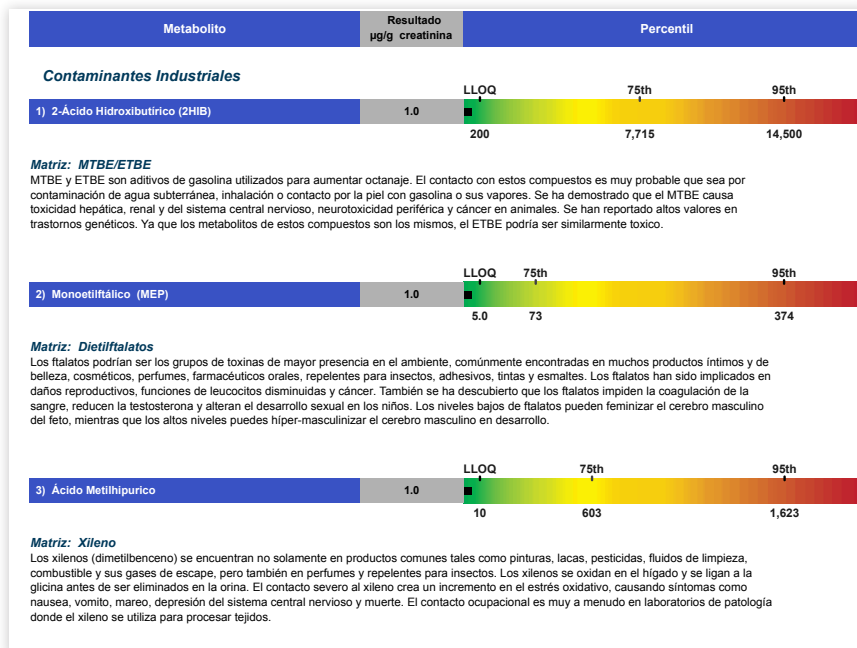 Metabolito
Resultado
µg/g creatinina
Percentil
Contaminantes Industriales
LLOQ 75th 95th
1) 2-Ácido Hidroxibutírico (2HIB) 1.0
200 7,715 14,500
Matriz: MTBE/ETBE
MTBE y ETBE son aditivos de gasolina utilizados para aumentar octanaje. El contacto con estos compuestos es muy probable que sea por
contaminación de agua subterránea, inhalación o contacto por la piel con gasolina o sus vapores. Se ha demostrado que el MTBE causa
toxicidad hepática, renal y del sistema central nervioso, neurotoxicidad periférica y cáncer en animales. Se han reportado altos valores en
trastornos genéticos. Ya que los metabolitos de estos compuestos son los mismos, el ETBE podría ser similarmente toxico.
LLOQ 75th 95th
2) Monoetilftálico (MEP) 1.0
5.0 73 374
Matriz: Dietilftalatos
Los ftalatos podrían ser los grupos de toxinas de mayor presencia en el ambiente, comúnmente encontradas en muchos productos íntimos y de
belleza, cosméticos, perfumes, farmacéuticos orales, repelentes para insectos, adhesivos, tintas y esmaltes. Los ftalatos han sido implicados en
daños reproductivos, funciones de leucocitos disminuidas y cáncer. También se ha descubierto que los ftalatos impiden la coagulación de la
sangre, reducen la testosterona y alteran el desarrollo sexual en los niños. Los niveles bajos de ftalatos pueden feminizar el cerebro masculino
del feto, mientras que los altos niveles puedes híper-masculinizar el cerebro masculino en desarrollo.
LLOQ 75th 95th
3) Ácido Metilhipurico 1.0
10 603 1,623
Matriz: Xileno
Los xilenos (dimetilbenceno) se encuentran no solamente en productos comunes tales como pinturas, lacas, pesticidas, fluidos de limpieza,
combustible y sus gases de escape, pero también en perfumes y repelentes para insectos. Los xilenos se oxidan en el hígado y se ligan a la
glicina antes de ser eliminados en la orina. El contacto severo al xileno crea un incremento en el estrés oxidativo, causando síntomas como
nausea, vomito, mareo, depresión del sistema central nervioso y muerte. El contacto ocupacional es muy a menudo en laboratorios de patología
donde el xileno se utiliza para procesar tejidos.